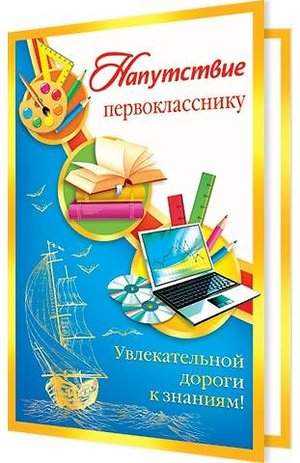 Напутствие
первокласснику
Увлекательной
дороги
к знаниям!